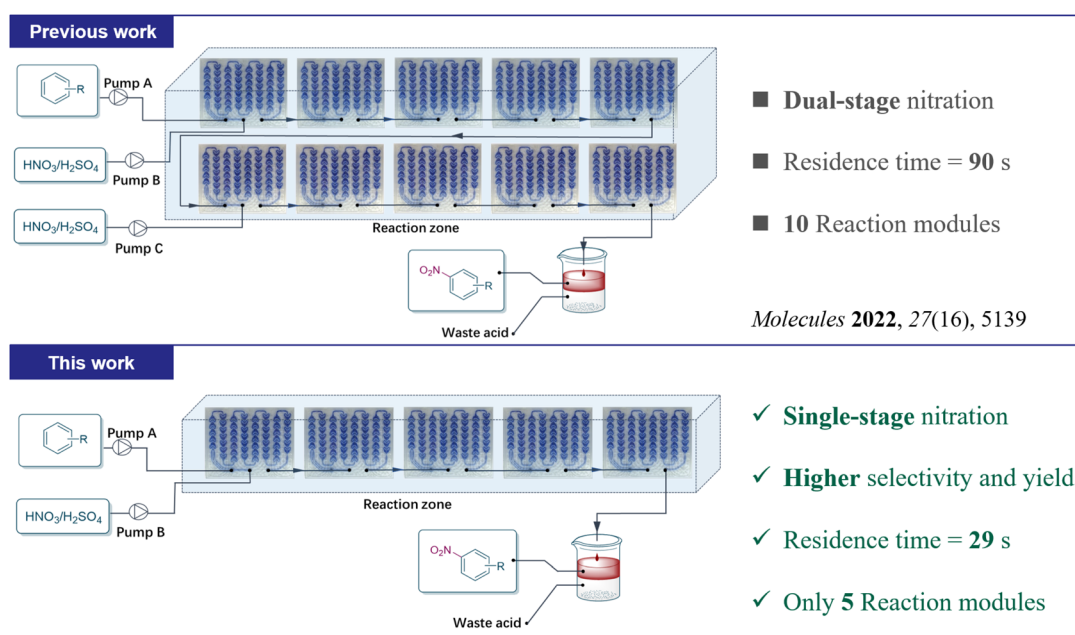 Previous work
R
Pump A
HNO₃/H₂SO₄
Pump B
HNO₃/H₂SO₄
Pump C
Reaction zone
O₂N
R
Waste acid
■ Dual-stage nitration
■ Residence time = 90 s
■ 10 Reaction modules
Molecules 2022, 27(16), 5139
This work
R
Pump A
HNO₃/H₂SO₄
Pump B
Reaction zone
O₂N
R
Waste acid
✓ Single-stage nitration
✓ Higher selectivity and yield
✓ Residence time = 29 s
✓ Only 5 Reaction modules